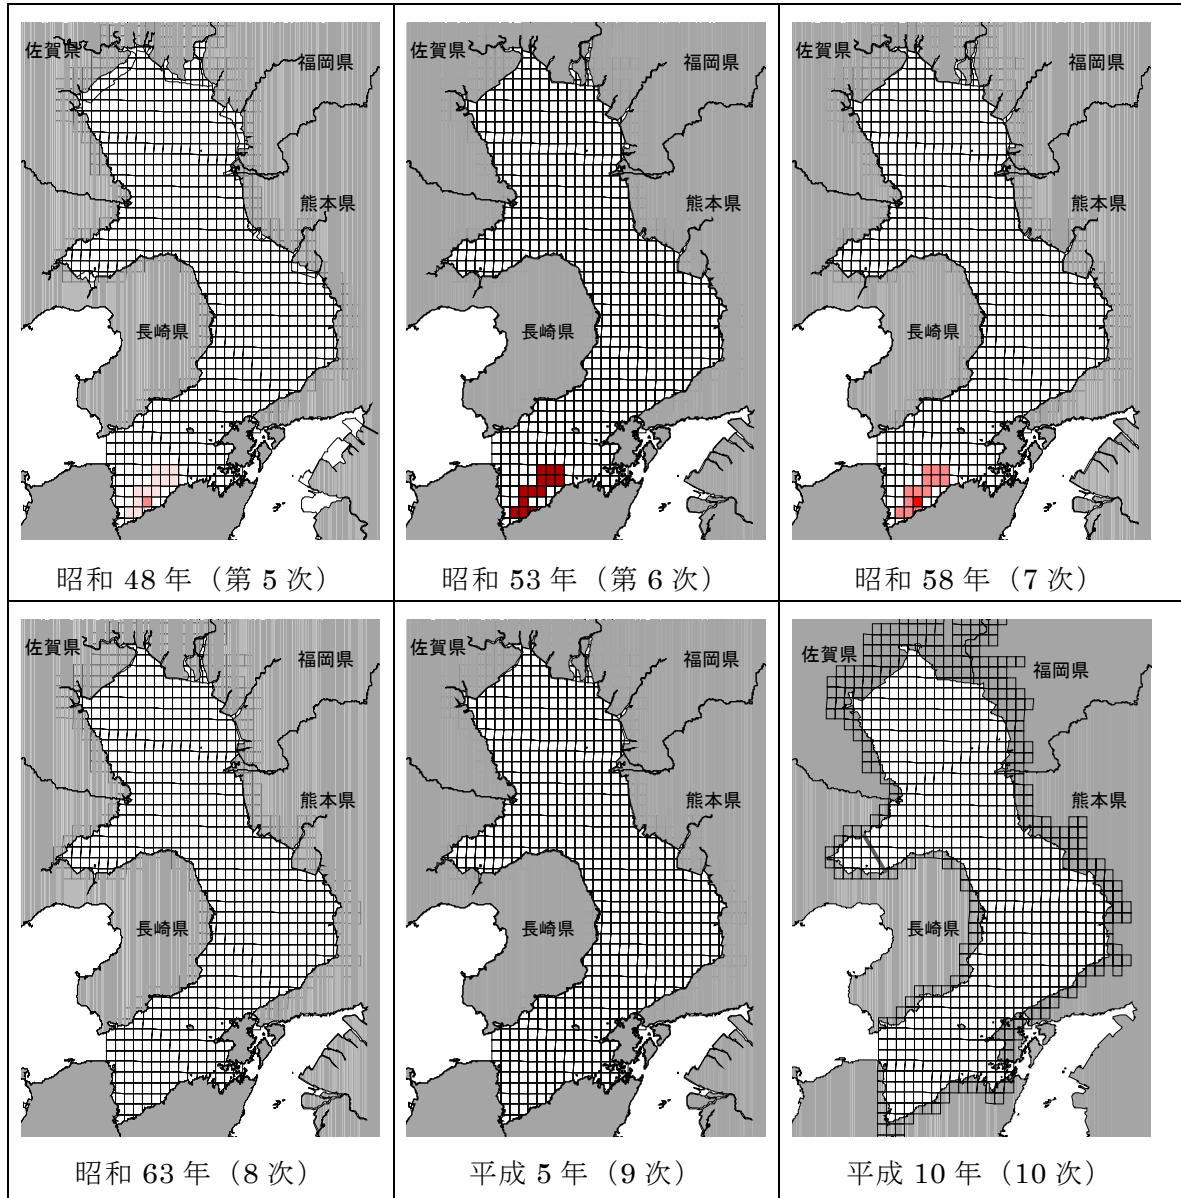 佐賀県
福岡県
熊本県
長崎県
昭和 48 年（第 5 次）
佐賀県
福岡県
熊本県
長崎県
昭和 53 年（第 6 次）
佐賀県
福岡県
熊本県
長崎県
昭和 58 年（7 次）
佐賀県
福岡県
熊本県
長崎県
昭和 63 年（8 次）
佐賀県
福岡県
熊本県
長崎県
平成 5 年（9 次）
佐賀県
福岡県
熊本県
長崎県
平成 10 年（10 次）